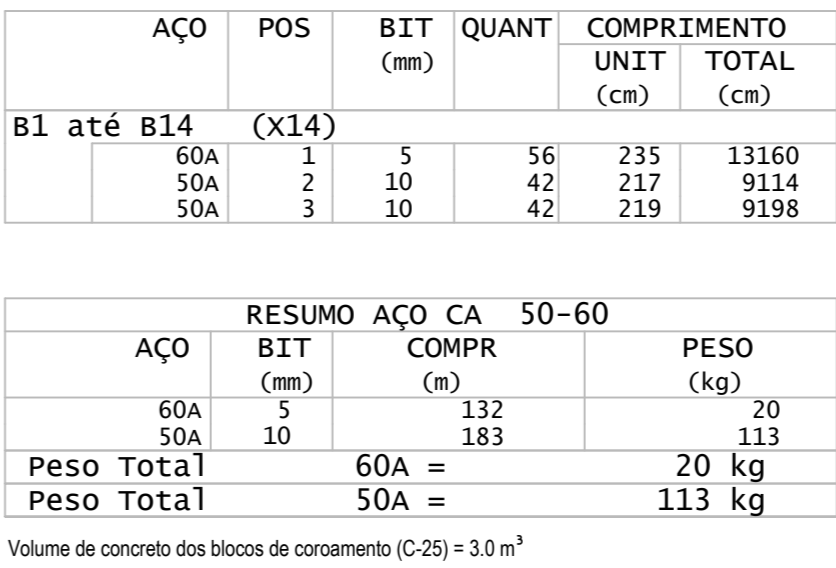 AÇO POS BIT QUANT COMPRIMENTO
(mm) UNIT TOTAL
(cm) (cm)
B1 até B14 (X14)
60A 1 5 56 235 13160
50A 2 10 42 217 9114
50A 3 10 42 219 9198
RESUMO AÇO CA 50-60
AÇO BIT COMPR PESO
(mm) (m) (kg)
60A 5 132 20
50A 10 183 113
Peso Total 60A = 20 kg
Peso Total 50A = 113 kg
Volume de concreto dos blocos de coroamento (C-25) = 3.0 m³